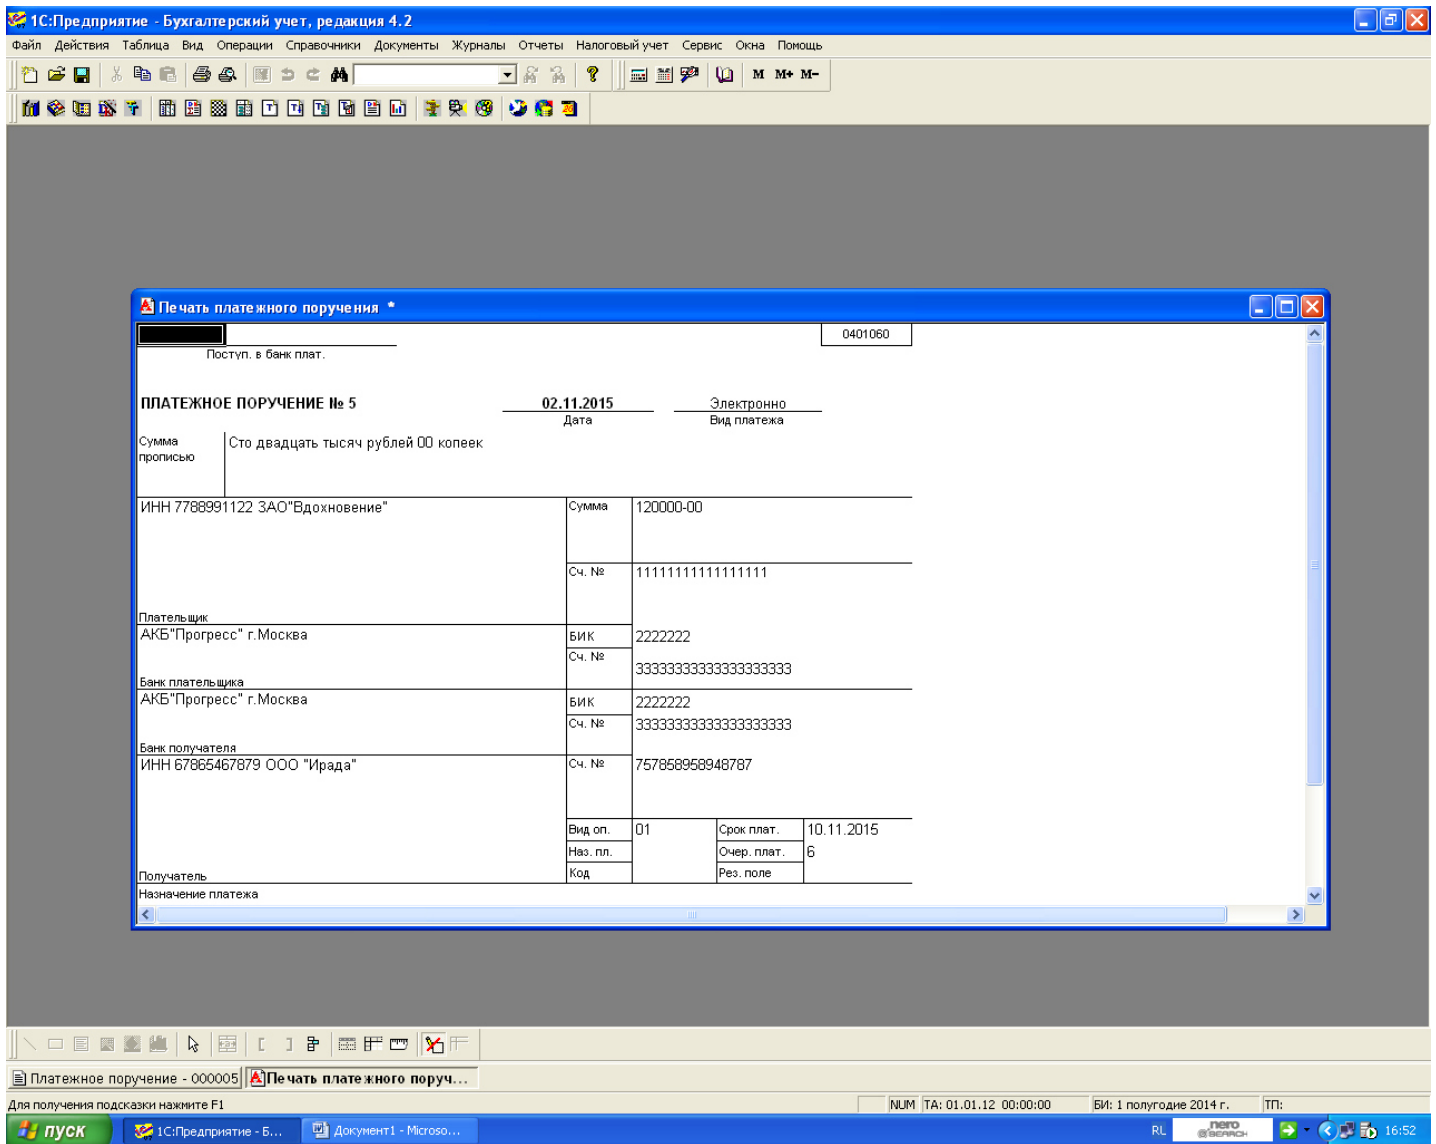 1С:Предприятие - Бухгалтерский учет, редакция 4.2
Файл Действия Таблица Вид Операции Справочники Документы Журналы Отчеты Налоговый учет Сервис Окна Помощь
M M+ M-
Печать платежного поручения *
0401060
Поступ. в банк плат.
ПЛАТЕЖНОЕ ПОРУЧЕНИЕ № 5 02.11.2015 Электронно
Дата Вид платежа
Сумма прописью Сто двадцать тысяч рублей 00 копеек
ИНН 7788991122 ЗАО"Вдохновение" Сумма 120000-00
Сч. № 11111111111111111
Плательщик
АКБ"Прогресс" г.Москва БИК 2222222
Сч. № 33333333333333333333
Банк плательщика
АКБ"Прогресс" г.Москва БИК 2222222
Сч. № 33333333333333333333
Банк получателя
ИНН 67865467879 ООО "Ирада" Сч. № 757858958948787
Вид оп. 01 Срок плат. 10.11.2015
Наз. пл. Очер. плат. 6
Получатель Код Рез. поле
Назначение платежа
Платежное поручение - 000005 Печать платежного поруч...
Для получения подсказки нажмите F1 NUM TA: 01.01.12 00:00:00 БИ: 1 полугодие 2014 г. ТП:
пуск 1С:Предприятие - Б... Документ1 - Microso... RL nero SEARCH 16:52